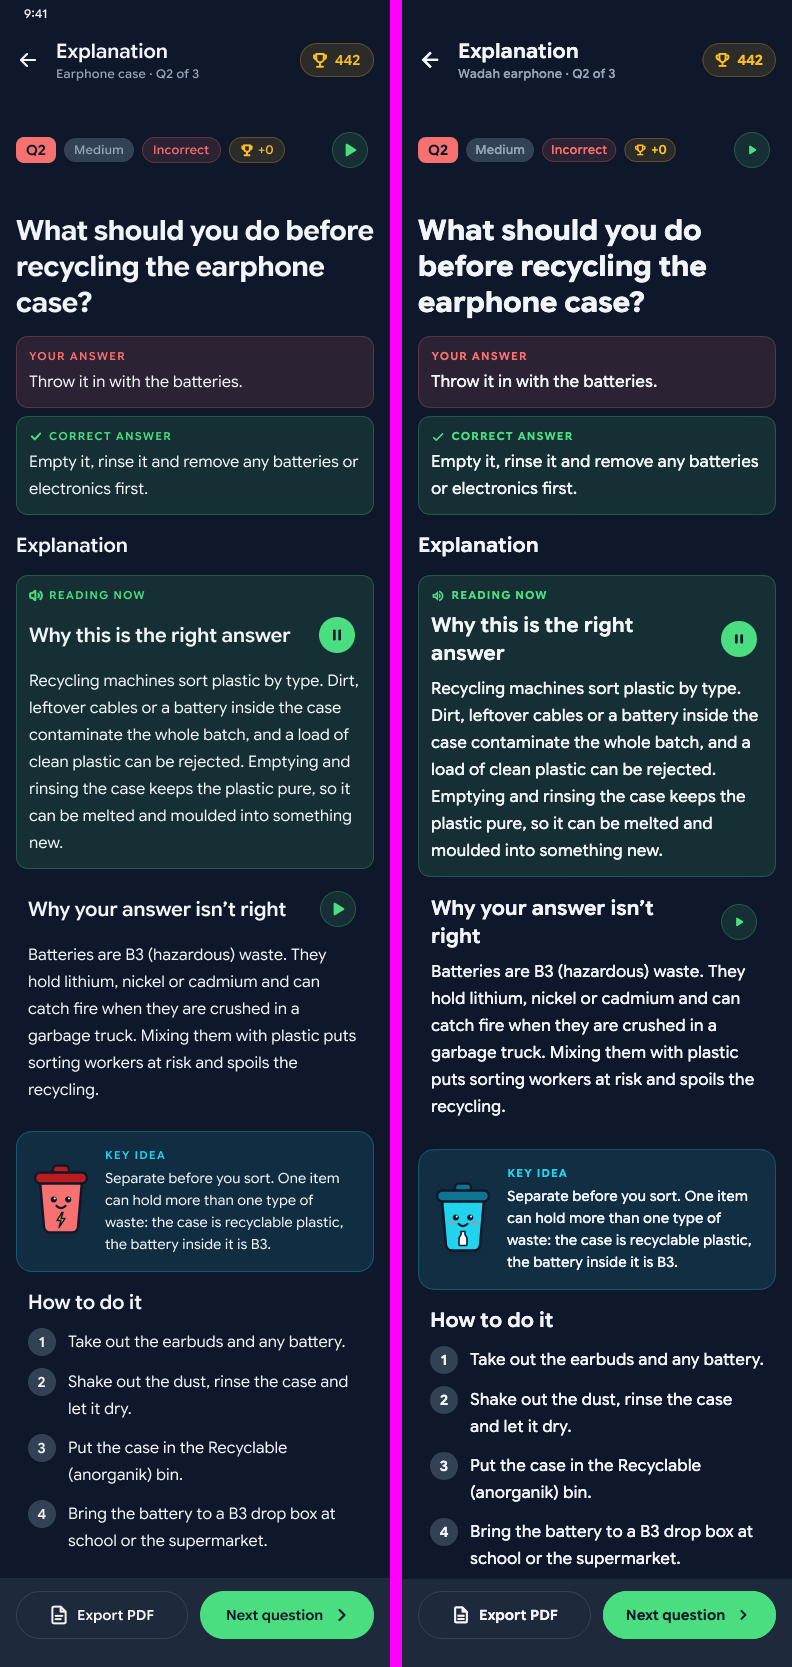 9:41
Explanation
Earphone case · Q2 of 3
442
Q2
Medium
Incorrect
+0
What should you do before
recycling the earphone
case?
YOUR ANSWER
Throw it in with the batteries.
CORRECT ANSWER
Empty it, rinse it and remove any batteries or
electronics first.
Explanation
READING NOW
Why this is the right answer
Recycling machines sort plastic by type. Dirt,
leftover cables or a battery inside the case
contaminate the whole batch, and a load of
clean plastic can be rejected. Emptying and
rinsing the case keeps the plastic pure, so it
can be melted and moulded into something
new.
Why your answer isn’t right
Batteries are B3 (hazardous) waste. They
hold lithium, nickel or cadmium and can
catch fire when they are crushed in a
garbage truck. Mixing them with plastic puts
sorting workers at risk and spoils the
recycling.
KEY IDEA
Separate before you sort. One item
can hold more than one type of
waste: the case is recyclable plastic,
the battery inside it is B3.
How to do it
1 Take out the earbuds and any battery.
2 Shake out the dust, rinse the case and
let it dry.
3 Put the case in the Recyclable
(anorganik) bin.
4 Bring the battery to a B3 drop box at
school or the supermarket.
Export PDF
Next question
Explanation
Wadah earphone · Q2 of 3
442
Q2
Medium
Incorrect
+0
What should you do
before recycling the
earphone case?
YOUR ANSWER
Throw it in with the batteries.
CORRECT ANSWER
Empty it, rinse it and remove any batteries
or electronics first.
Explanation
READING NOW
Why this is the right
answer
Recycling machines sort plastic by type.
Dirt, leftover cables or a battery inside the
case contaminate the whole batch, and a
load of clean plastic can be rejected.
Emptying and rinsing the case keeps the
plastic pure, so it can be melted and
moulded into something new.
Why your answer isn’t
right
Batteries are B3 (hazardous) waste. They
hold lithium, nickel or cadmium and can
catch fire when they are crushed in a
garbage truck. Mixing them with plastic
puts sorting workers at risk and spoils the
recycling.
KEY IDEA
Separate before you sort. One item
can hold more than one type of
waste: the case is recyclable plastic,
the battery inside it is B3.
How to do it
1 Take out the earbuds and any battery.
2 Shake out the dust, rinse the case
and let it dry.
3 Put the case in the Recyclable
(anorganik) bin.
4 Bring the battery to a B3 drop box at
school or the supermarket.
Export PDF
Next question